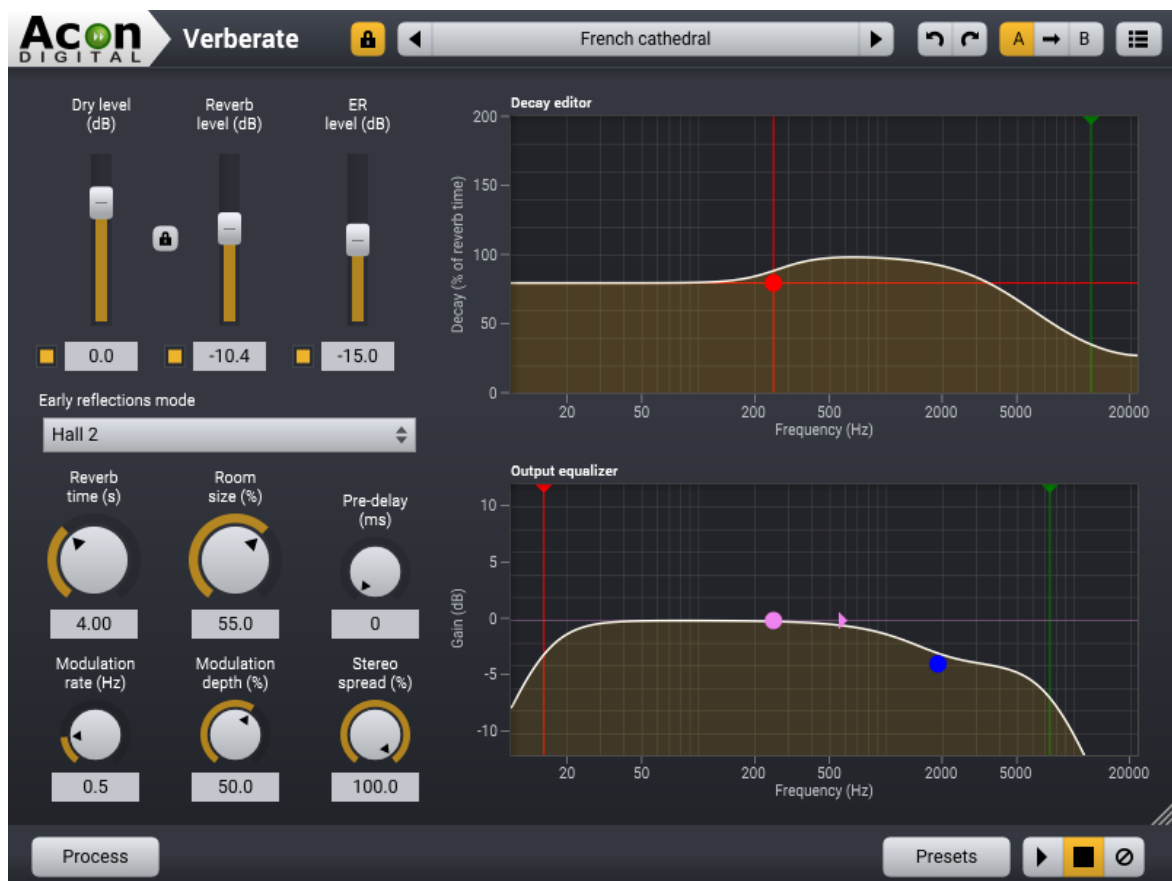 Acon
DIGITAL
Verberate
French cathedral
A
B
Dry level
(dB)
Reverb
level (dB)
ER
level (dB)
0.0
-10.4
-15.0
Early reflections mode
Hall 2
Reverb
time (s)
Room
size (%)
Pre-delay
(ms)
4.00
55.0
0
Modulation
rate (Hz)
Modulation
depth (%)
Stereo
spread (%)
0.5
50.0
100.0
Decay editor
Decay (% of reverb time)
200
150
100
50
0
20
50
200
500
2000
5000
20000
Frequency (Hz)
Output equalizer
Gain (dB)
10
5
0
-5
-10
20
50
200
500
2000
5000
20000
Frequency (Hz)
Process
Presets